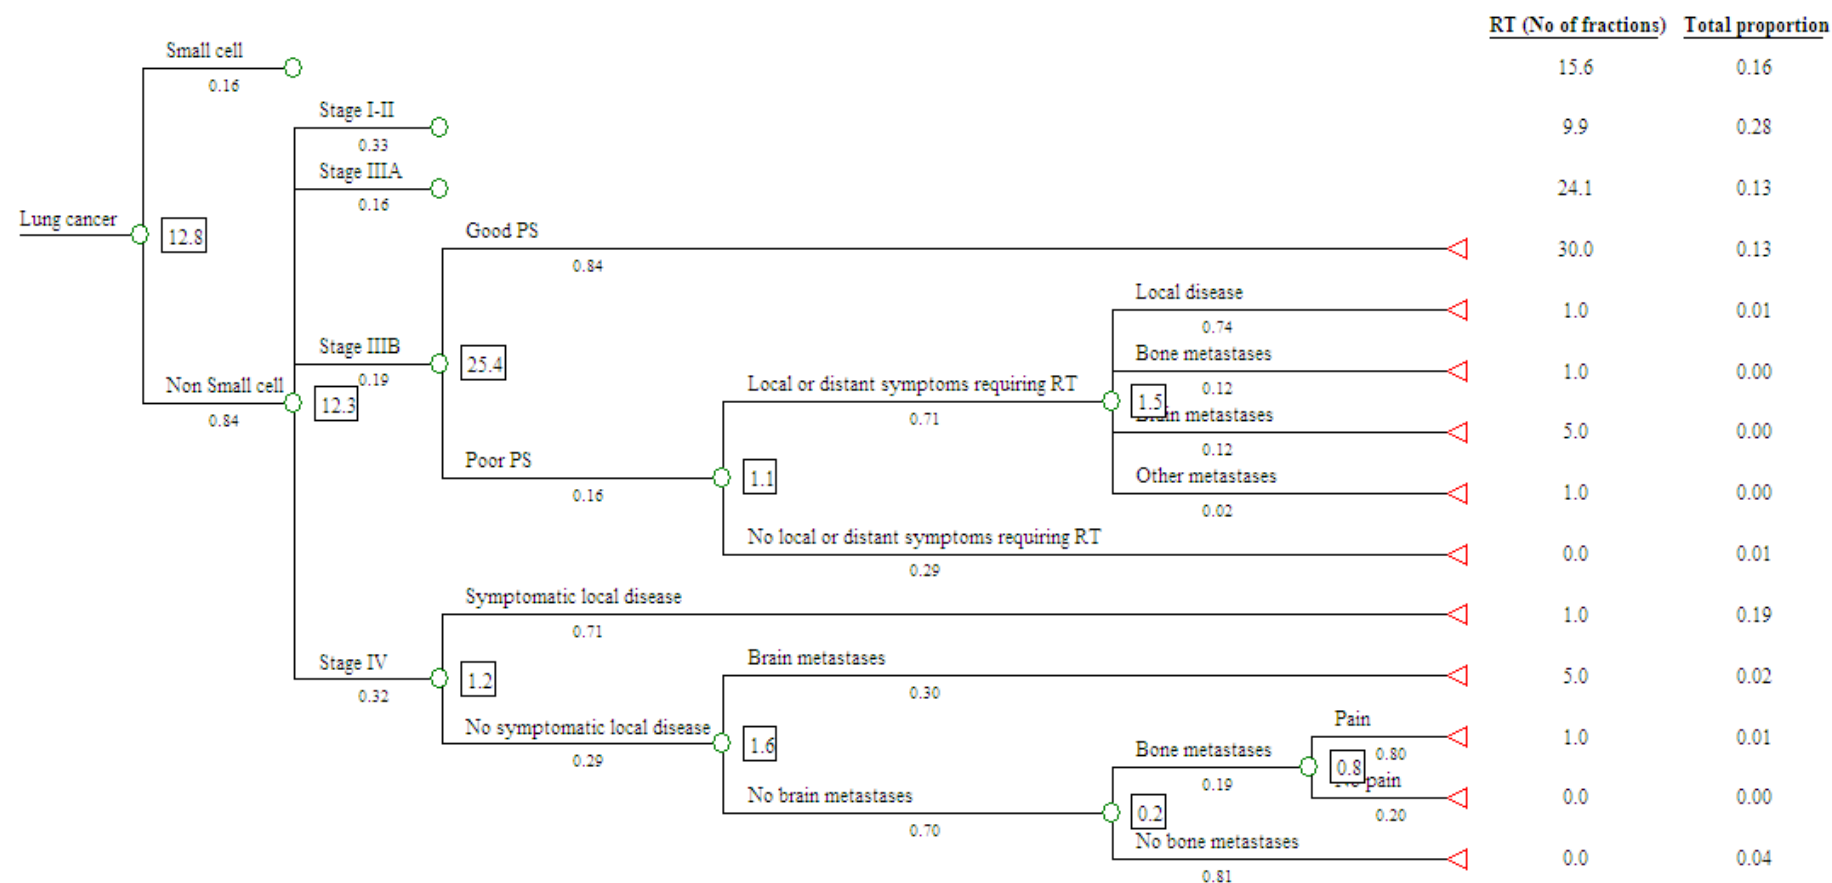 RT (No of fractions) Total proportion
Small cell
0.16
15.6 0.16
Stage I-II
0.33
9.9 0.28
Stage IIIA
0.16
24.1 0.13
Lung cancer
12.8
Good PS
0.84
30.0 0.13
Local disease
0.74
1.0 0.01
Stage IIIB
0.19
25.4
Bone metastases
0.12
1.0 0.00
Non Small cell
0.84
12.3
Local or distant symptoms requiring RT
0.71
1.5
metastases
0.12
5.0 0.00
Poor PS
0.16
1.1
Other metastases
0.02
1.0 0.00
No local or distant symptoms requiring RT
0.29
0.0 0.01
Symptomatic local disease
0.71
1.0 0.19
Stage IV
0.32
1.2
Brain metastases
0.30
5.0 0.02
No symptomatic local disease
0.29
1.6
Pain
0.80
1.0 0.01
Bone metastases
0.19
0.8
pain
0.20
0.0 0.00
No brain metastases
0.70
0.2
No bone metastases
0.81
0.0 0.04